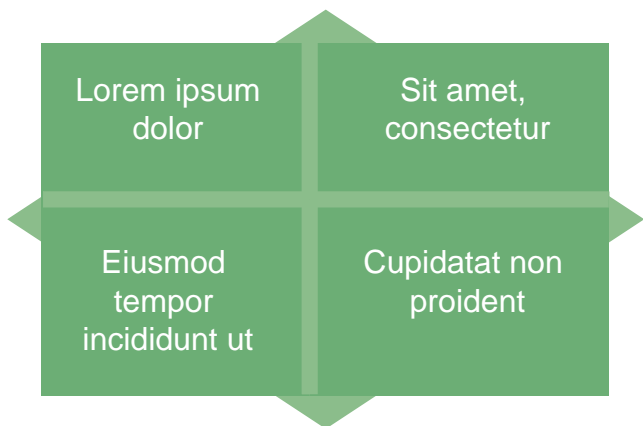 Lorem ipsum
dolor
Sit amet,
consectetur
Eiusmod
tempor
incididunt ut
Cupidatat non
proident